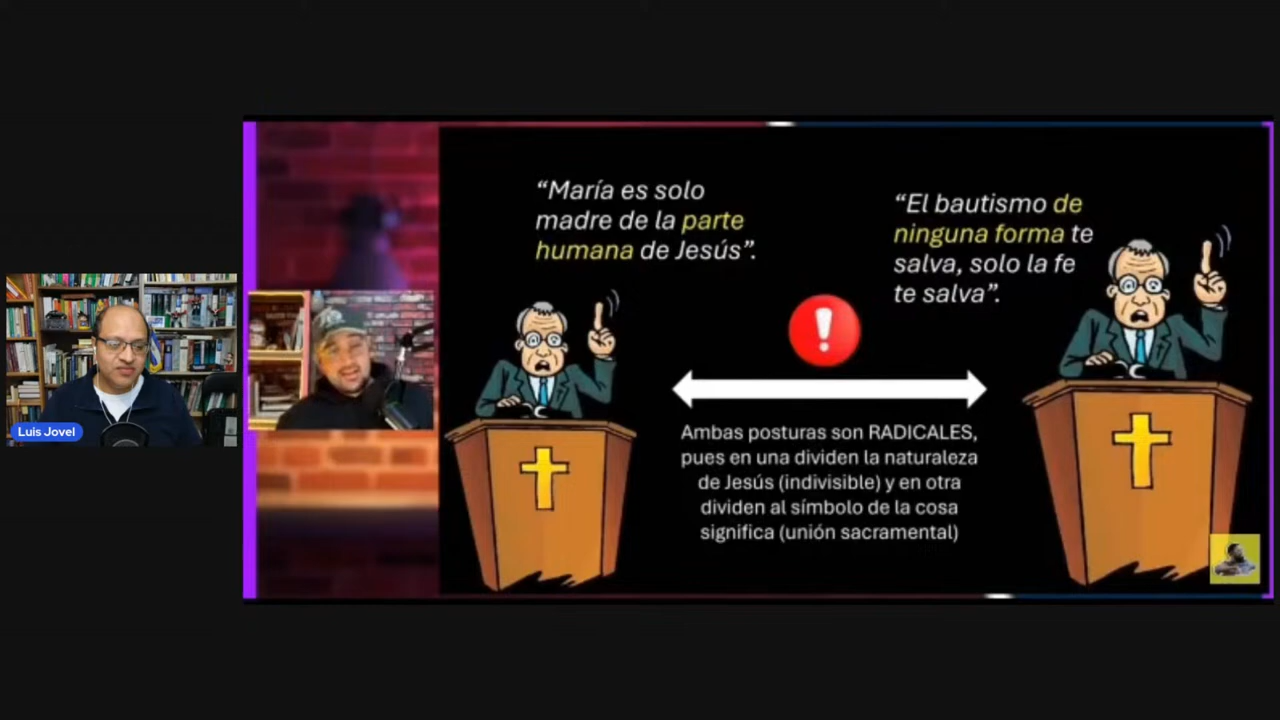 “María es solo
madre de la parte
humana de Jesús”.
“El bautismo de
ninguna forma te
salva, solo la fe
te salva”.
Ambas posturas son RADICALES,
pues en una dividen la naturaleza
de Jesús (indivisible) y en otra
dividen al símbolo de la cosa
significa (unión sacramental)
Luis Jovel